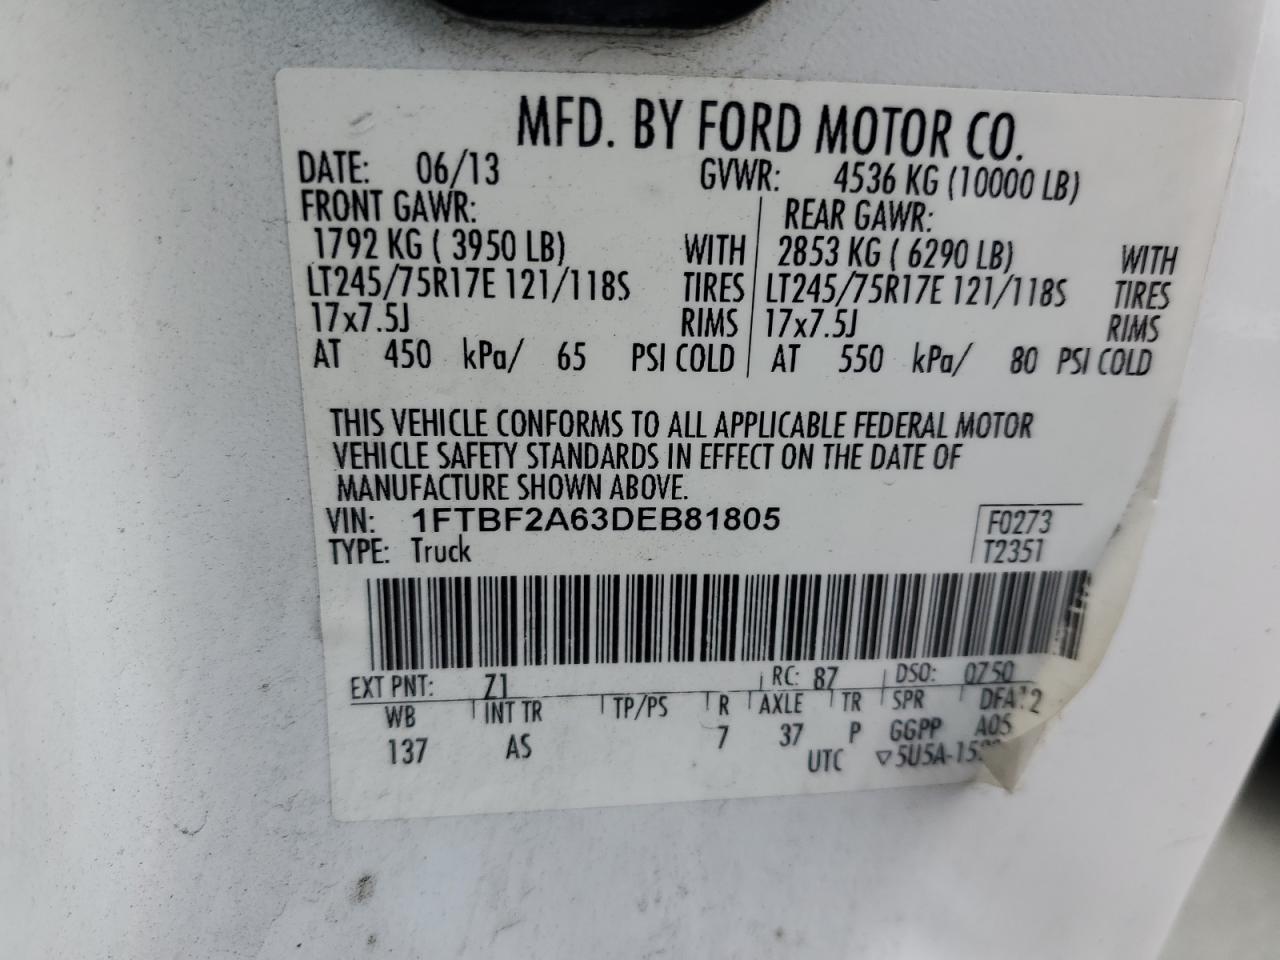 MFD. BY FORD MOTOR CO.
DATE: 06/13 GVWR: 4536 KG (10000 LB)
FRONT GAWR: REAR GAWR:
1792 KG ( 3950 LB) WITH 2853 KG ( 6290 LB) WITH
LT245/75R17E 121/118S TIRES LT245/75R17E 121/118S TIRES
17x7.5J RIMS 17x7.5J RIMS
AT 450 kPa/ 65 PSI COLD AT 550 kPa/ 80 PSI COLD
THIS VEHICLE CONFORMS TO ALL APPLICABLE FEDERAL MOTOR
VEHICLE SAFETY STANDARDS IN EFFECT ON THE DATE OF
MANUFACTURE SHOWN ABOVE.
VIN: 1FTBF2A63DEB81805 F0273
TYPE: Truck T2351
EXT PNT: Z1 RC: 87 DSO: 0750
WB INT TR TP/PS R AXLE TR SPR
137 AS 7 37 P GGPP A05
UTC